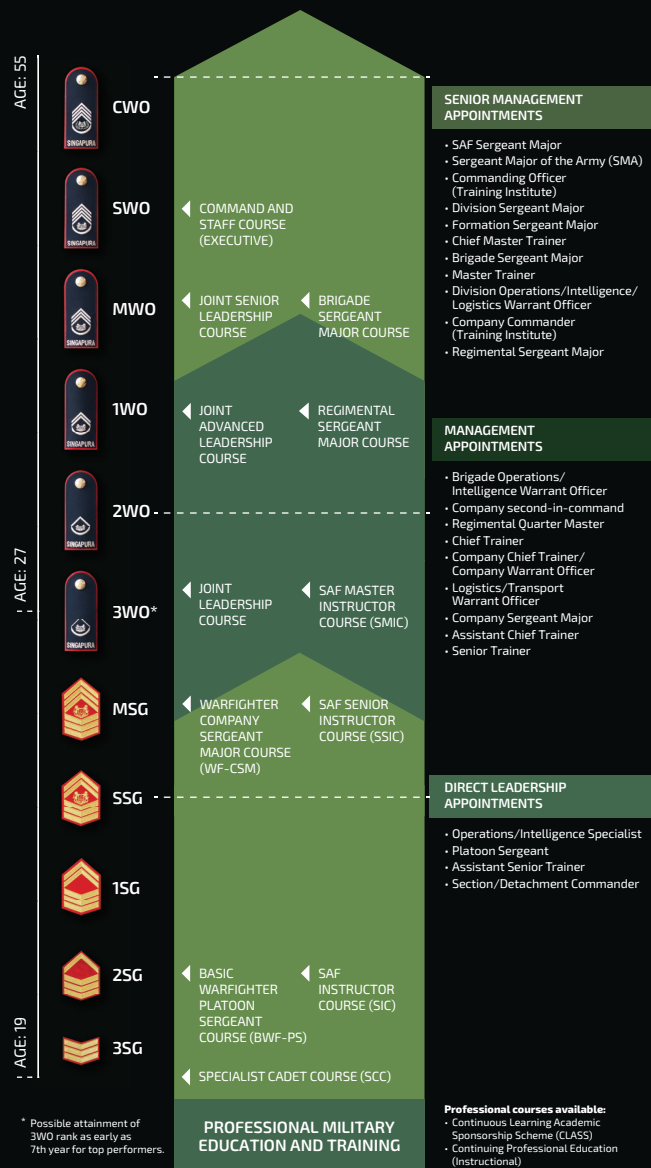 AGE: 55
CWO
SINGAPURA
SWO
SINGAPURA
MWO
SINGAPURA
1WO
SINGAPURA
2WO
SINGAPURA
AGE: 27
3WO*
SINGAPURA
MSG
SSG
1SG
2SG
3SG
AGE: 19
* Possible attainment of
3WO rank as early as
7th year for top performers.
COMMAND AND
STAFF COURSE
(EXECUTIVE)
JOINT SENIOR
LEADERSHIP
COURSE
BRIGADE
SERGEANT
MAJOR COURSE
JOINT
ADVANCED
LEADERSHIP
COURSE
REGIMENTAL
SERGEANT
MAJOR COURSE
JOINT
LEADERSHIP
COURSE
SAF MASTER
INSTRUCTOR
COURSE (SMIC)
WARFIGHTER
COMPANY
SERGEANT
MAJOR COURSE
(WF-CSM)
SAF SENIOR
INSTRUCTOR
COURSE (SSIC)
BASIC
WARFIGHTER
PLATOON
SERGEANT
COURSE (BWF-PS)
SAF
INSTRUCTOR
COURSE (SIC)
SPECIALIST CADET COURSE (SCC)
PROFESSIONAL MILITARY
EDUCATION AND TRAINING
SENIOR MANAGEMENT
APPOINTMENTS
• SAF Sergeant Major
• Sergeant Major of the Army (SMA)
• Commanding Officer
(Training Institute)
• Division Sergeant Major
• Formation Sergeant Major
• Chief Master Trainer
• Brigade Sergeant Major
• Master Trainer
• Division Operations/Intelligence/
Logistics Warrant Officer
• Company Commander
(Training Institute)
• Regimental Sergeant Major
MANAGEMENT
APPOINTMENTS
• Brigade Operations/
Intelligence Warrant Officer
• Company second-in-command
• Regimental Quarter Master
• Chief Trainer
• Company Chief Trainer/
Company Warrant Officer
• Logistics/Transport
Warrant Officer
• Company Sergeant Major
• Assistant Chief Trainer
• Senior Trainer
DIRECT LEADERSHIP
APPOINTMENTS
• Operations/Intelligence Specialist
• Platoon Sergeant
• Assistant Senior Trainer
• Section/Detachment Commander
Professional courses available:
• Continuous Learning Academic
Sponsorship Scheme (CLASS)
• Continuing Professional Education
(Instructional)